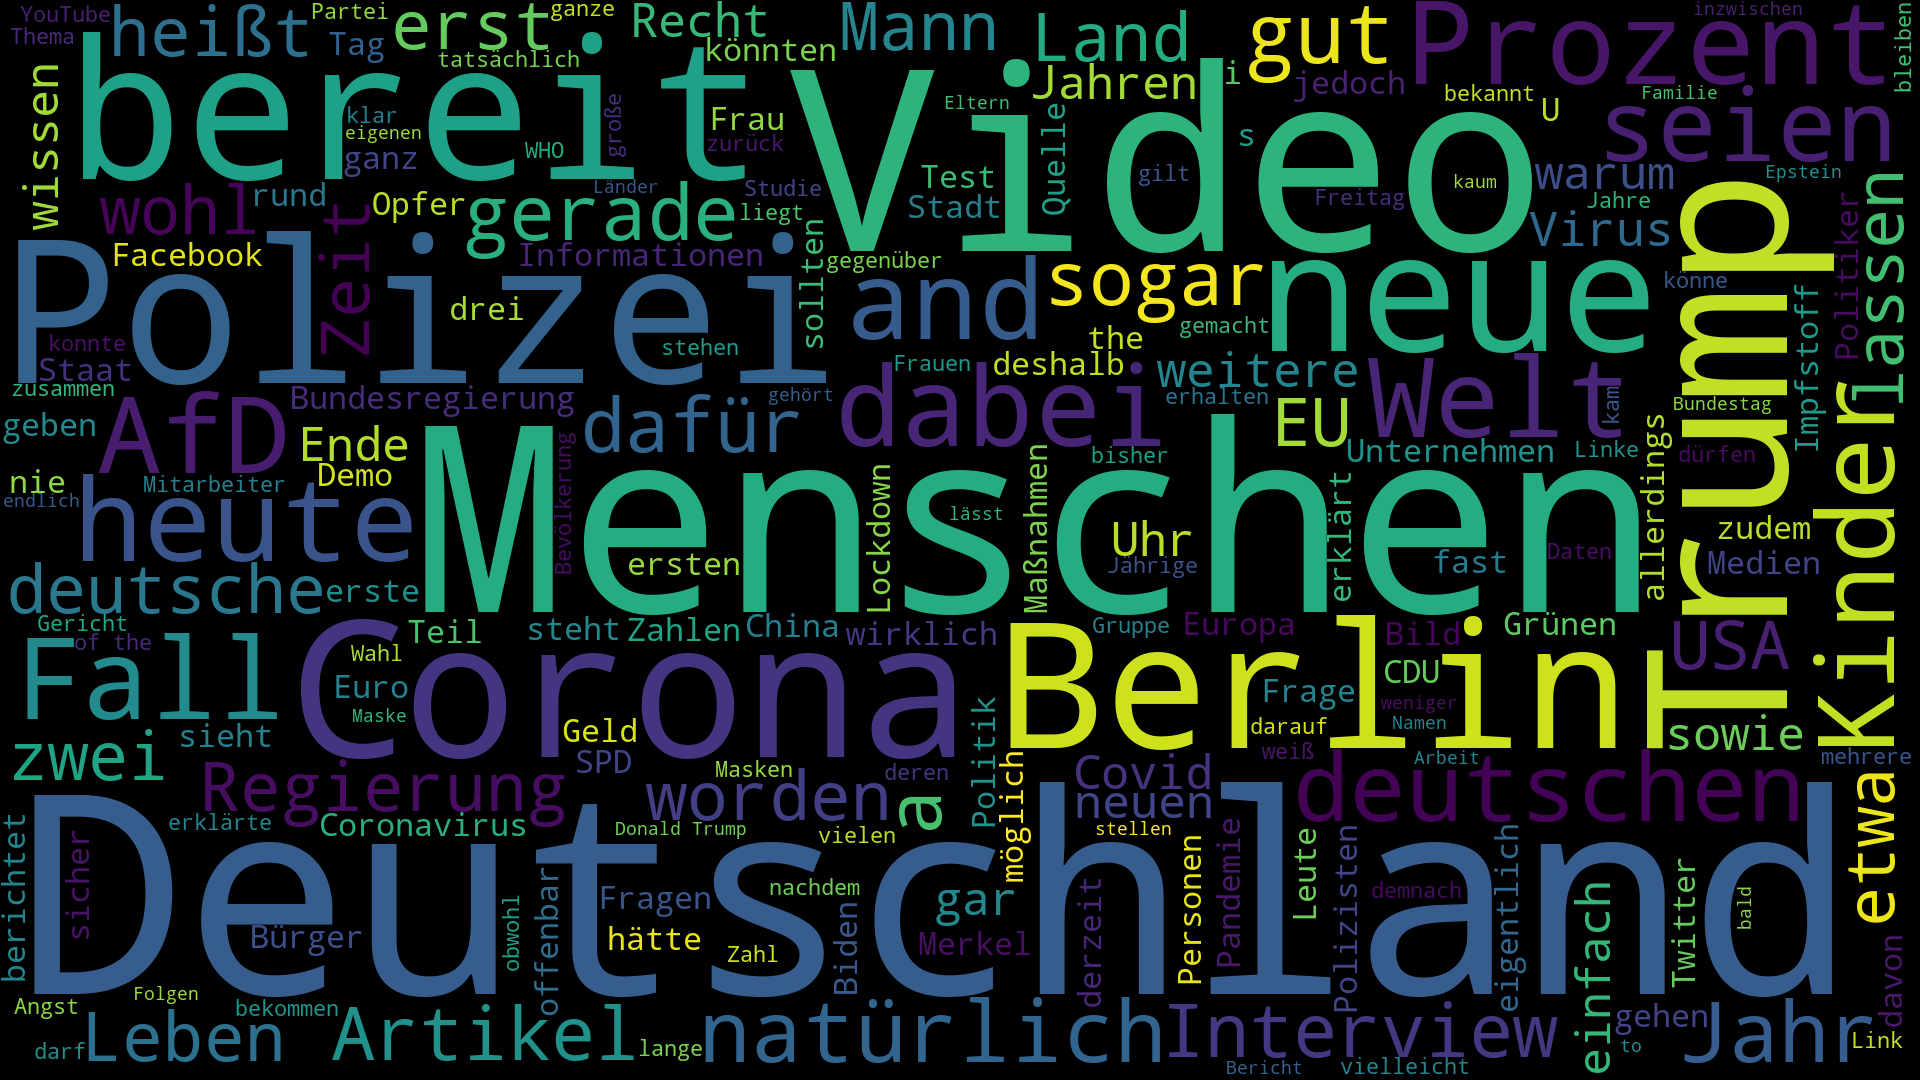 YouTube
Thema
heißt
Partei
Tag
erst
ganze
tatsächlich
Recht
könnten
Mann
Land
Jahren
i
gut
jedoch
Prozent
inzwischen
bleiben
wissen
bereit
klar
eigenen
ganz
große
WHO
Frau
zurück
Video
Eltern
Quelle
s
bekannt
U
Familie
seien
wohl
rund
zeit
Opfer
gerade
Länder
Studie
liegt
Test
Stadt
gilt
Freitag
kaum
warum
Jahre
Virus
Epstein
Trump
Politiker
lassen
Polizei
Facebook
Informationen
drei
stehen
sollten
gegenüber
and
sogar
the
gemacht
neue
könne
Impfstoff
konnte
Staat
zusammen
geben
AfD
Bundesregierung
Ende
Demo
dafür
gehört
dabei
Frauen
deshalb
weitere
erhalten
Welt
kam
EU
Bundestag
Unternehmen
Linke
dürfen
nie
Mitarbeiter
endlich
heute
Bevölkerung
Menschen
ersten
Lockdown
lässt
Maßnahmen
bisher
Uhr
Jährige
erklärt
fast
Daten
allerdings
zudem
Medien
Kinder
deutsche
erste
Gericht
of the
Fall
Teil
steht
Zahlen
China
wirklich
Gruppe
Europa
Bild
Grünen
USA
Wahl
Euro
Maske
Corona
Geld
SPD
Politik
Berlin
Frage
darauf
weiß
CDU
weniger
Namen
Arbeit
sowie
mehrere
zwei
sieht
Regierung
erklärte
Coronavirus
Masken
worden
deren
Donald Trump
vielen
a
möglich
Covid
neuen
stellen
deutschen
etwa
berichtet
sicher
Deutschland
Bürger
obwohl
offenbar
Fragen
hätte
nachdem
Zahl
Biden
gar
Merkel
derzeit
Personen
Pandemie
Leute
Polizisten
demnach
eigentlich
einfach
Twitter
bald
davon
Angst
Folgen
bekommen
darf
Leben
Artikel
lange
natürlich
Interview
Bericht
vielleicht
gehen
to
Jahr
Link